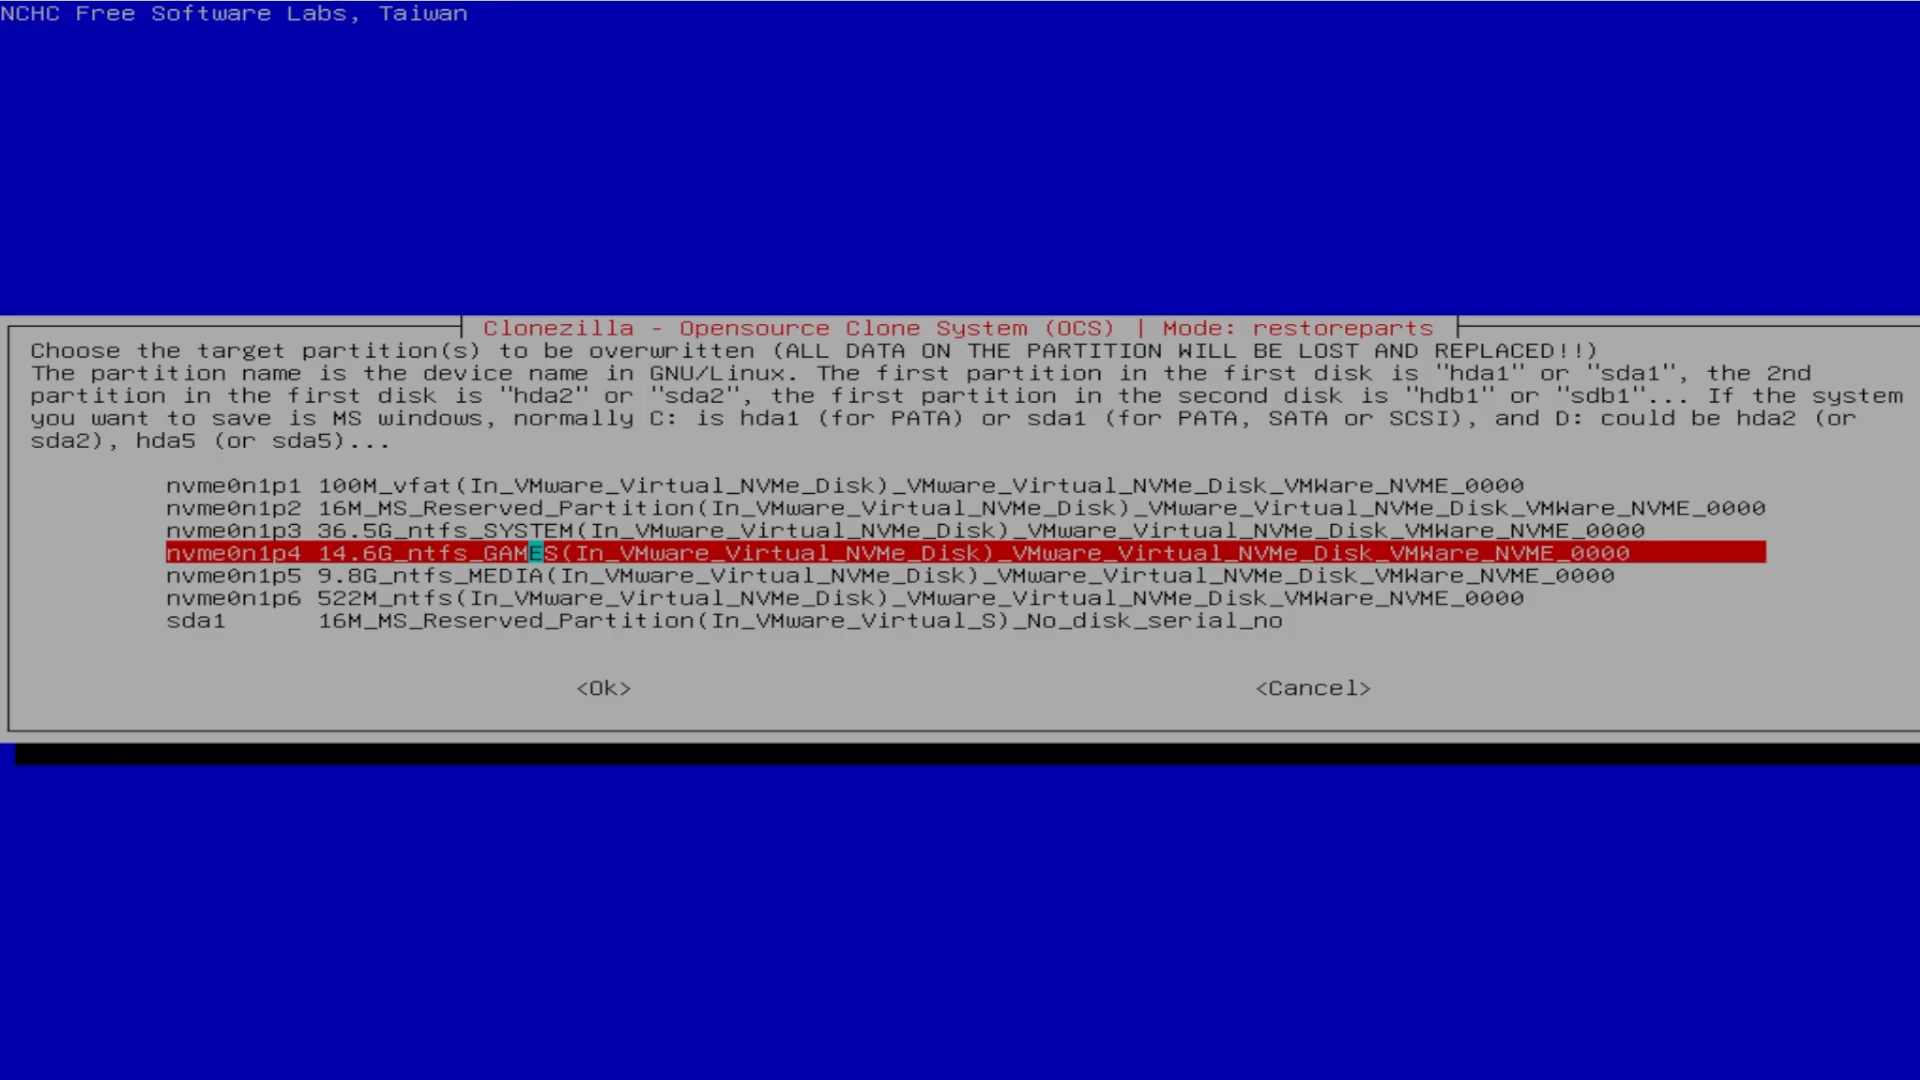 NCHC Free Software Labs, Taiwan
Clonezilla - Opensource Clone System (OCS) | Mode: restoreparts
Choose the target partition(s) to be overwritten (ALL DATA ON THE PARTITION WILL BE LOST AND REPLACED!!)
The partition name is the device name in GNU/Linux. The first partition in the first disk is "hda1" or "sda1", the 2nd
partition in the first disk is "hda2" or "sda2", the first partition in the second disk is "hdb1" or "sdb1"... If the system
you want to save is MS windows, normally C: is hda1 (for PATA) or sda1 (for PATA, SATA or SCSI), and D: could be hda2 (or
sda2), hda5 (or sda5)...
nvme0n1p1 100M_vfat(In_VMware_Virtual_NVMe_Disk)_VMware_Virtual_NVMe_Disk_VMWare_NVME_0000
nvme0n1p2 16M_MS_Reserved_Partition(In_VMware_Virtual_NVMe_Disk)_VMware_Virtual_NVMe_Disk_VMWare_NVME_0000
nvme0n1p3 36.5G_ntfs_SYSTEM(In_VMware_Virtual_NVMe_Disk)_VMware_Virtual_NVMe_Disk_VMWare_NVME_0000
nvme0n1p4 14.6G_ntfs_GAMES(In_VMware_Virtual_NVMe_Disk)_VMware_Virtual_NVMe_Disk_VMWare_NVME_0000
nvme0n1p5 9.8G_ntfs_MEDIA(In_VMware_Virtual_NVMe_Disk)_VMware_Virtual_NVMe_Disk_VMWare_NVME_0000
nvme0n1p6 522M_ntfs(In_VMware_Virtual_NVMe_Disk)_VMware_Virtual_NVMe_Disk_VMWare_NVME_0000
sda1 16M_MS_Reserved_Partition(In_VMware_Virtual_S)_No_disk_serial_no
<Ok> <Cancel>